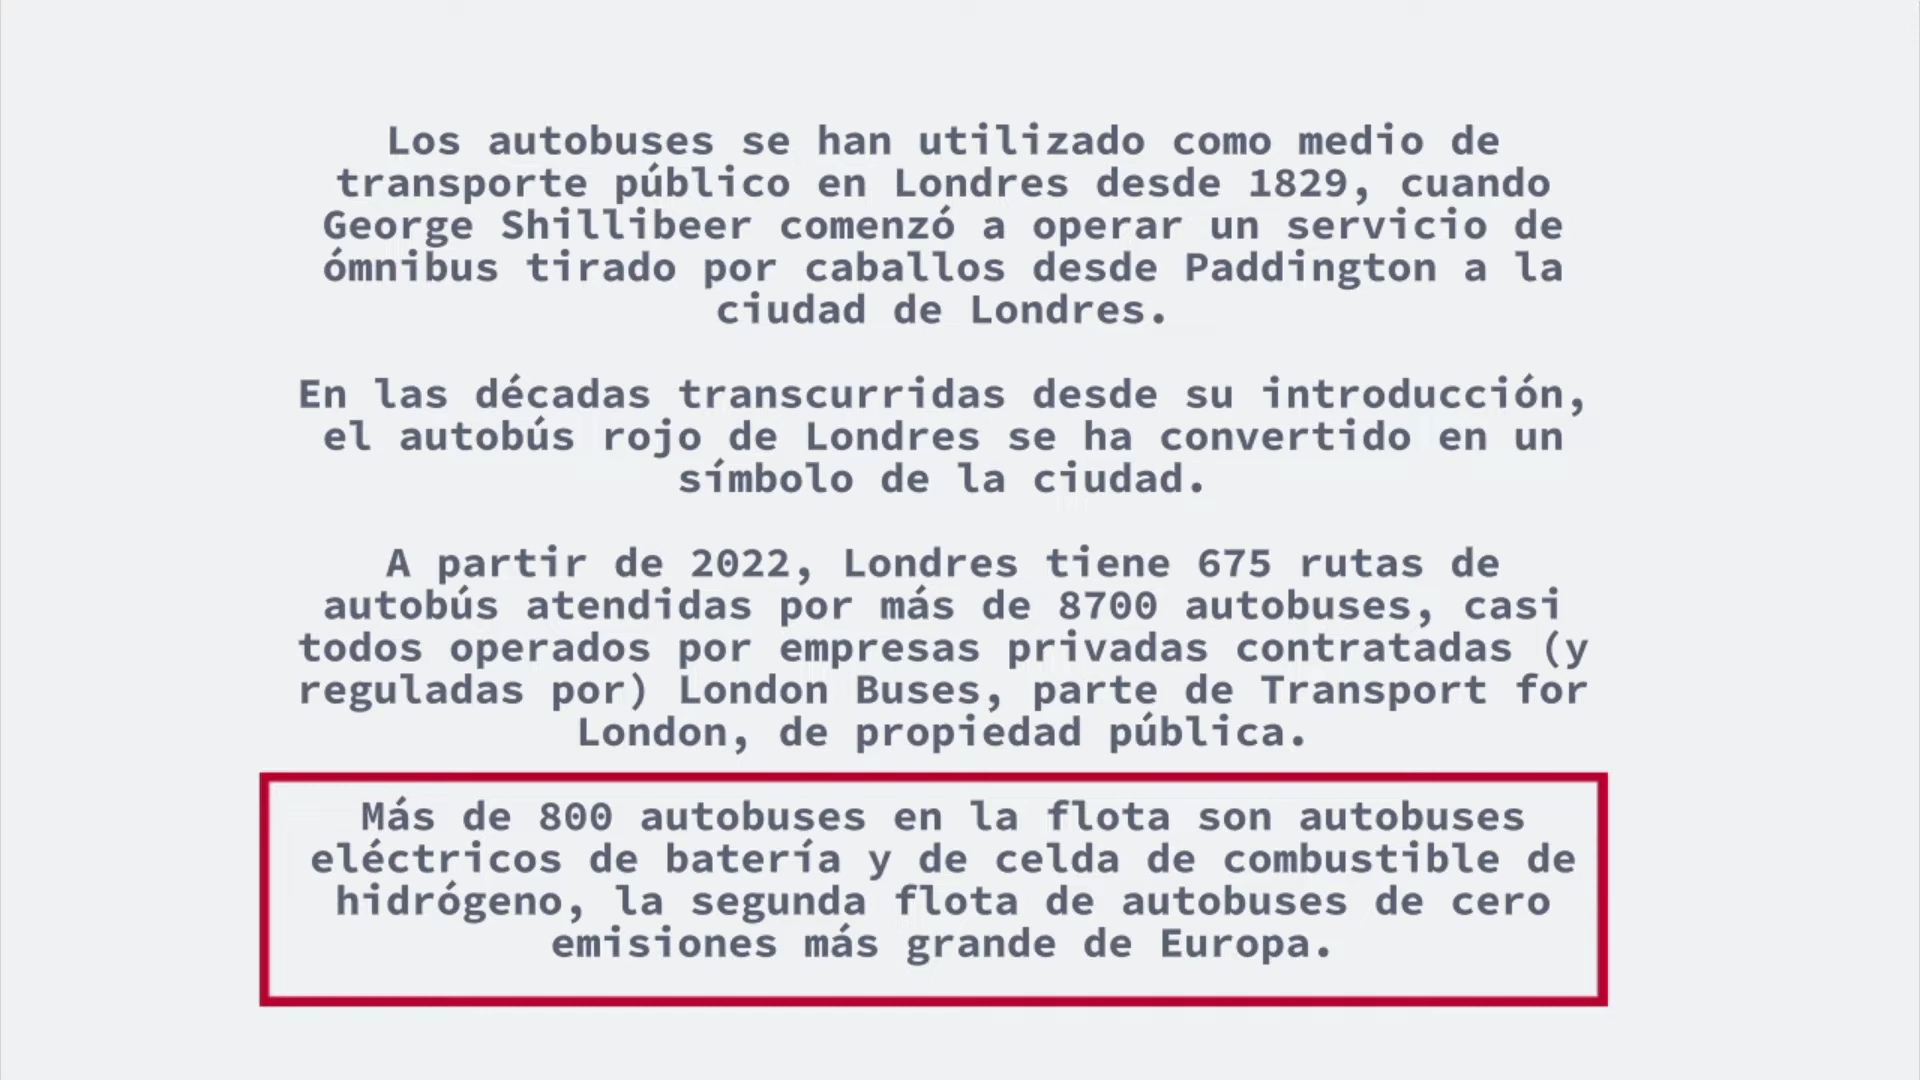 Los autobuses se han utilizado como medio de
transporte público en Londres desde 1829, cuando
George Shillibeer comenzó a operar un servicio de
ómnibus tirado por caballos desde Paddington a la
ciudad de Londres.
En las décadas transcurridas desde su introducción,
el autobús rojo de Londres se ha convertido en un
símbolo de la ciudad.
A partir de 2022, Londres tiene 675 rutas de
autobús atendidas por más de 8700 autobuses, casi
todos operados por empresas privadas contratadas (y
reguladas por) London Buses, parte de Transport for
London, de propiedad pública.
Más de 800 autobuses en la flota son autobuses
eléctricos de batería y de celda de combustible de
hidrógeno, la segunda flota de autobuses de cero
emisiones más grande de Europa.